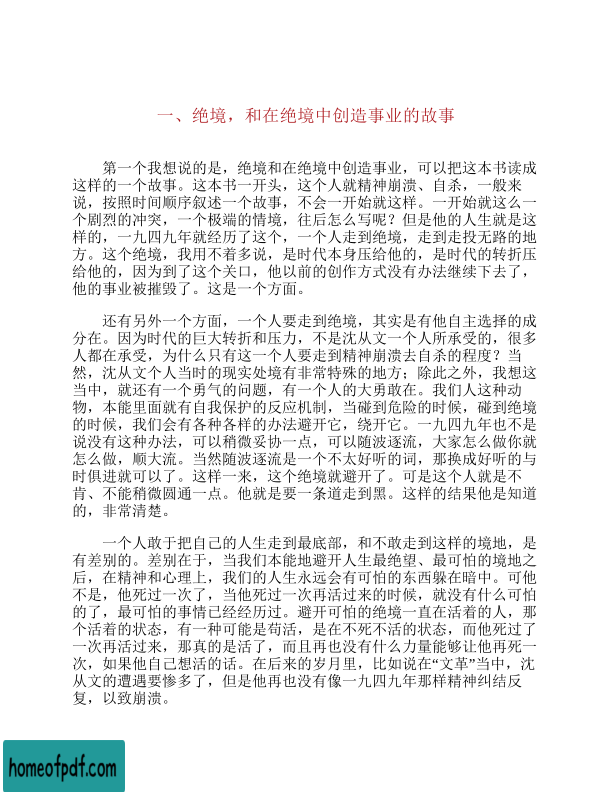 一、绝境，和在绝境中创造事业的故事
第一个我想说的是，绝境和在绝境中创造事业，可以把这本书读成
这样的一个故事。这本书一开头，这个人就精神崩溃、自杀，一般来
说，按照时间顺序叙述一个故事，不会一开始就这样。一开始就这么一
个剧烈的冲突，一个极端的情境，往后怎么写呢？但是他的人生就是这
样的，一九四九年就经历了这个，一个人走到绝境，走到走投无路的地
方。这个绝境，我用不着多说，是时代本身压给他的，是时代的转折压
给他的，因为到了这个关口，他以前的创作方式没有办法继续下去了，
他的事业被摧毁了。这是一个方面。
还有另外一个方面，一个人要走到绝境，其实是有他自主选择的成
分在。因为时代的巨大转折和压力，不是沈从文一个人所承受的，很多
人都在承受，为什么只有这一个人要走到精神崩溃去自杀的程度？当
然，沈从文个人当时的现实处境有非常特殊的地方；除此之外，我想这
当中，就还有一个勇气的问题，有一个人的大勇敢在。我们人这种动
物，本能里面就有自我保护的反应机制，当碰到危险的时候，碰到绝境
的时候，我们会有各种各样的办法避开它，绕开它。一九四九年也不是
说没有这种办法，可以稍微妥协一点，可以随波逐流，大家怎么做你就
怎么做，顺大流。当然随波逐流是一个不太好听的词，那换成好听的与
时俱进就可以了。这样一来，这个绝境就避开了。可是这个人就是不
肯、不能稍微圆通一点。他就是要一条道走到黑。这样的结果他是知道
的，非常清楚。
一个人敢于把自己的人生走到最底部，和不敢走到这样的境地，是
有差别的。差别在于，当我们本能地避开人生最绝望、最可怕的境地之
后，在精神和心理上，我们的人生永远会有可怕的东西躲在暗中。可他
不是，他死过一次了，当他死过一次再活过来的时候，就没有什么可怕
的了，最可怕的事情已经经历过。避开可怕的绝境一直在活着的人，那
个活着的状态，有一种可能是苟活，是在不死不活的状态，而他死过了
一次再活过来，那真的是活了，而且再也没有什么力量能够让他再死一
次，如果他自己想活的话。在后来的岁月里，比如说在“文革”当中，沈
从文的遭遇要惨多了，但是他再也没有像一九四九年那样精神纠结反
复，以致崩溃。
homeofpdf.com